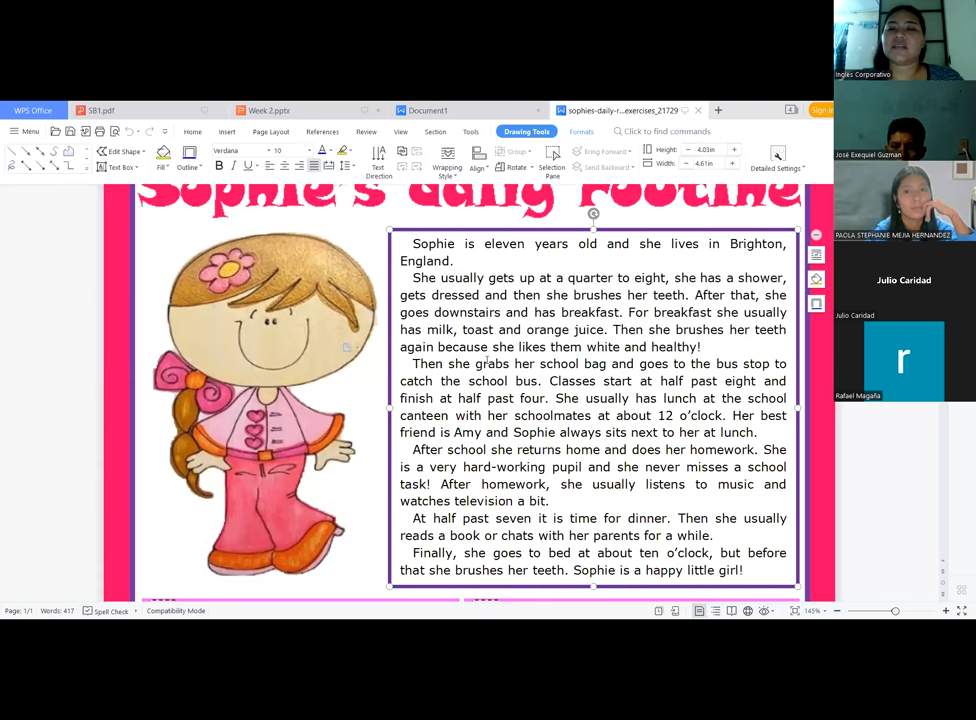 Ingles Corporativo
WPS Office
SB1.pdf
Week 2.pptx
Document1
sophies-daily-r...exercises_21729
4
Sign in
Menu
Home
Insert
Page Layout
References
Review
View
Section
Tools
Drawing Tools
Formats
Click to find commands
Edit Shape
Text Box
Fill
Outline
Verdana
10
Text
Direction
Wrapping
Style
Align
Group
Rotate
Selection
Pane
Bring Forward
Send Backward
Height:
4.03in
Width:
4.61in
Detailed Settings
José Exequiel Guzman
PAOLA STEPHANIE MEJIA HERNANDEZ
Julio Caridad
Julio Caridad
r
Rafael Magaña
Sophie's daily routine
Sophie is eleven years old and she lives in Brighton,
England.
She usually gets up at a quarter to eight, she has a shower,
gets dressed and then she brushes her teeth. After that, she
goes downstairs and has breakfast. For breakfast she usually
has milk, toast and orange juice. Then she brushes her teeth
again because she likes them white and healthy!
Then she grabs her school bag and goes to the bus stop to
catch the school bus. Classes start at half past eight and
finish at half past four. She usually has lunch at the school
canteen with her schoolmates at about 12 o'clock. Her best
friend is Amy and Sophie always sits next to her at lunch.
After school she returns home and does her homework. She
is a very hard-working pupil and she never misses a school
task! After homework, she usually listens to music and
watches television a bit.
At half past seven it is time for dinner. Then she usually
reads a book or chats with her parents for a while.
Finally, she goes to bed at about ten o'clock, but before
that she brushes her teeth. Sophie is a happy little girl!
Page: 1/1
Words: 417
Spell Check
Compatibility Mode
145%